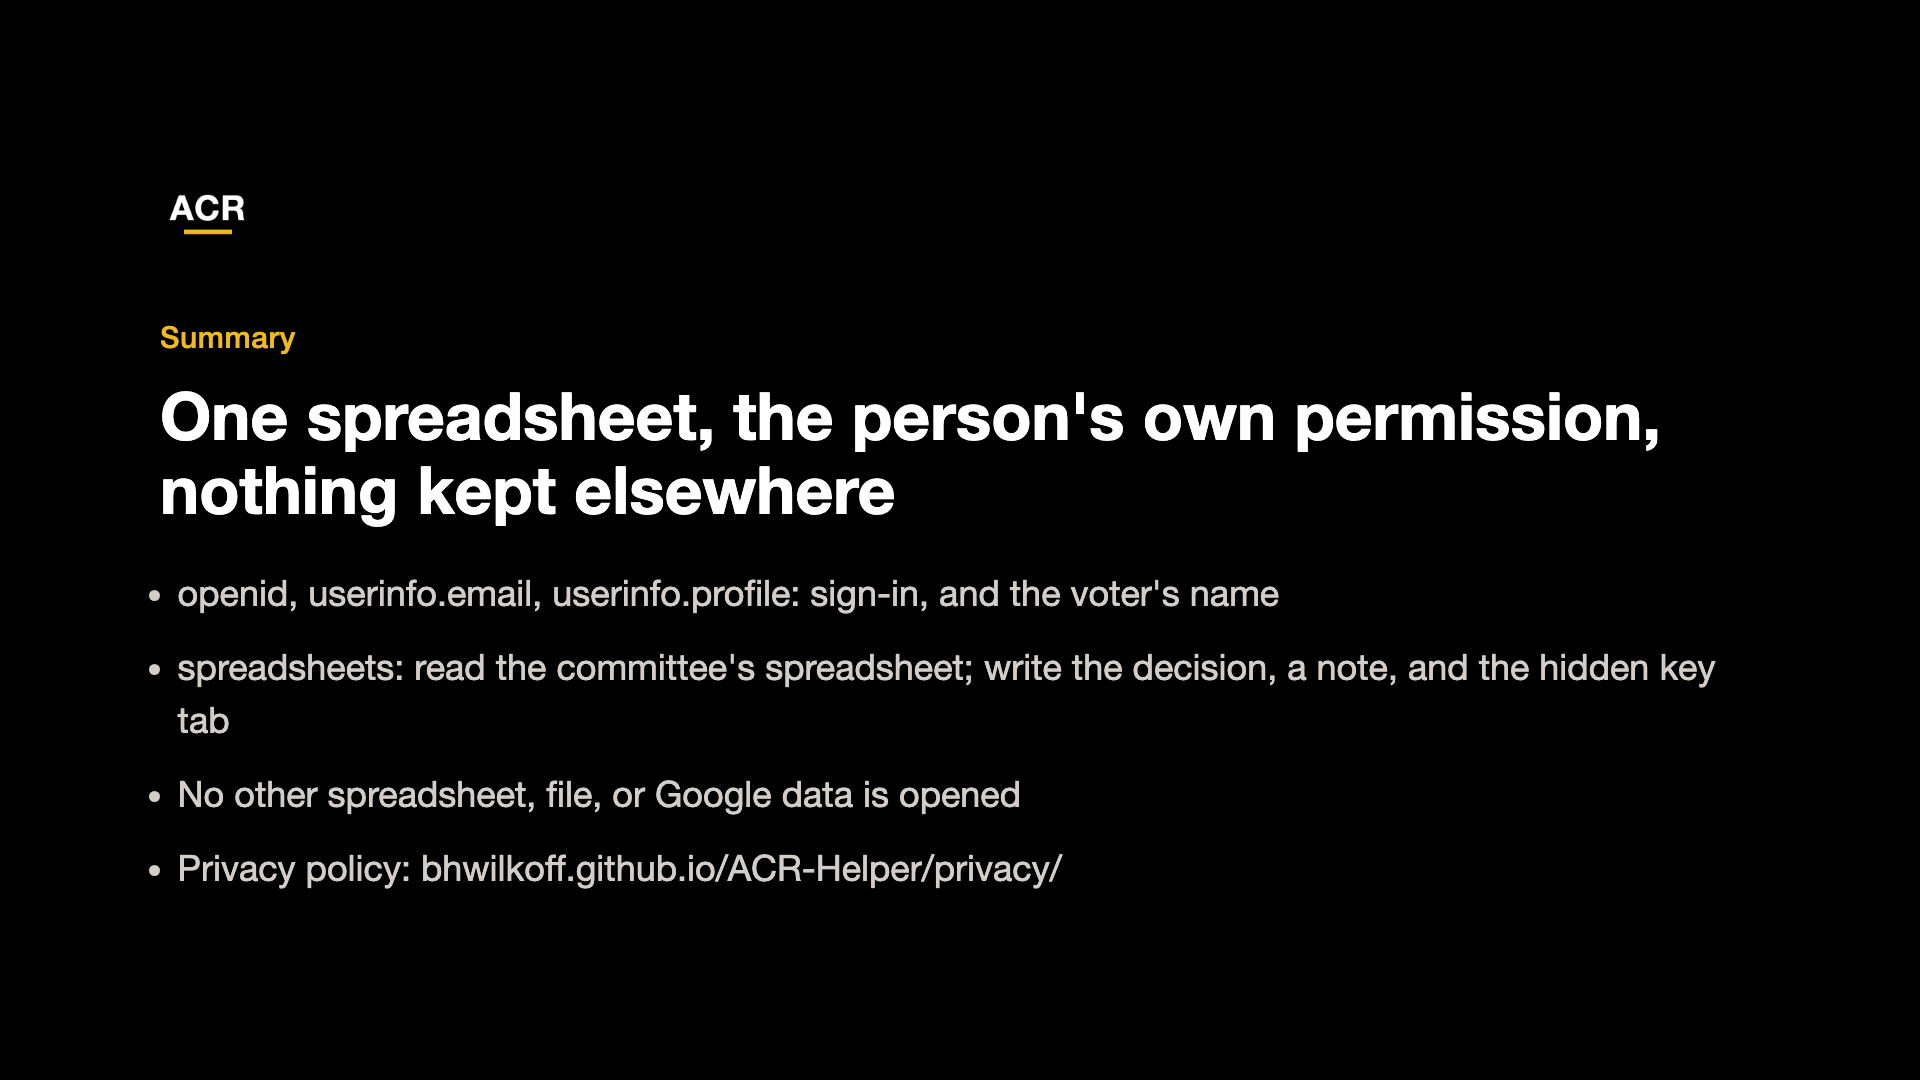 ACR
Summary
One spreadsheet, the person's own permission,
nothing kept elsewhere
• openid, userinfo.email, userinfo.profile: sign-in, and the voter's name
• spreadsheets: read the committee's spreadsheet; write the decision, a note, and the hidden key
tab
• No other spreadsheet, file, or Google data is opened
• Privacy policy: bhwilkoff.github.io/ACR-Helper/privacy/